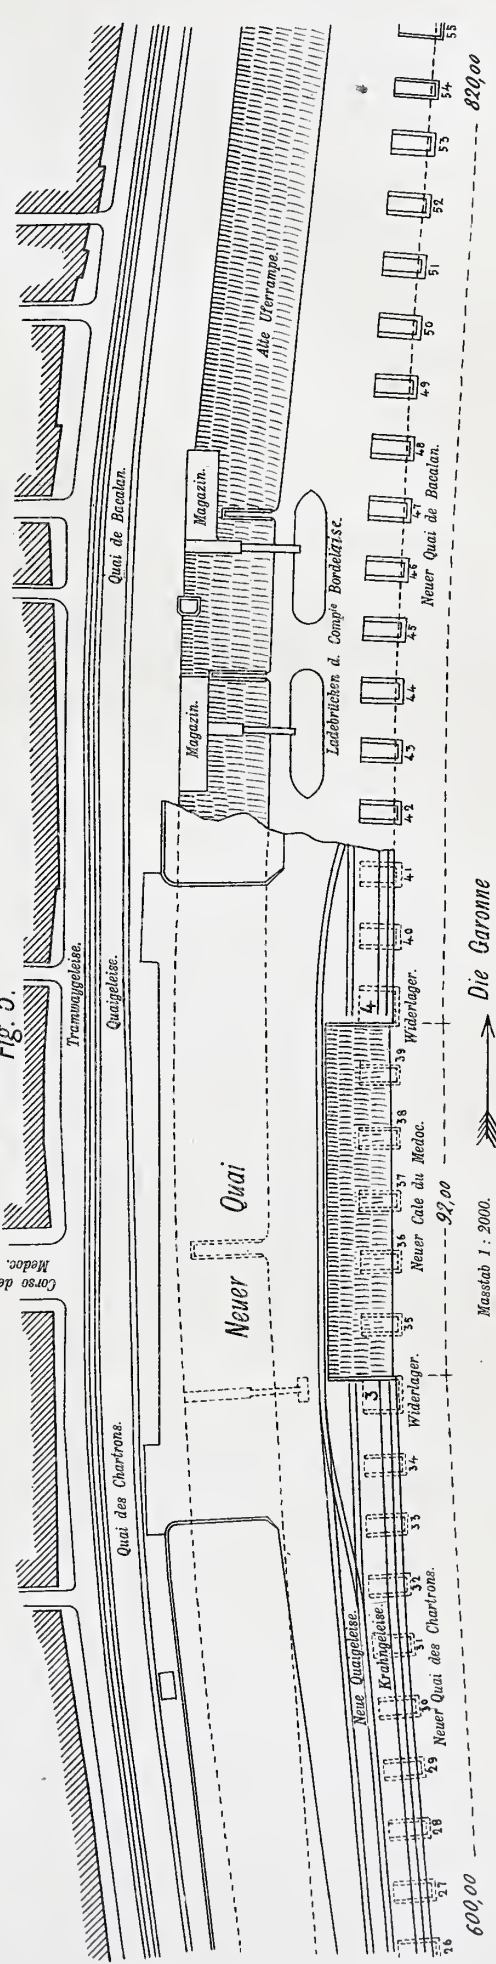 Fig. 5.
Corso de
Medoc.
Tramwaygeleise.
Quai des Chartrons.
Quaigeleise.
Quai de Bacalan.
Magazin.
Magazin.
Alte Uferrampe.
Neuer Quai
Ladebrücken d. Compie Bordelaise.
Neue Quaigeleise.
Krahngeleise.
3
4
26
27
28
29
30
31
32
33
34
35
36
37
38
39
40
41
42
43
44
45
46
47
48
49
50
51
52
53
54
55
Neuer Quai des Chartrons.
Widerlager.
Neuer Cale du Medoc.
Widerlager.
Neuer Quai de Bacalan.
600,00
92,00
820,00
Masstab 1 : 2000.
Die Garonne